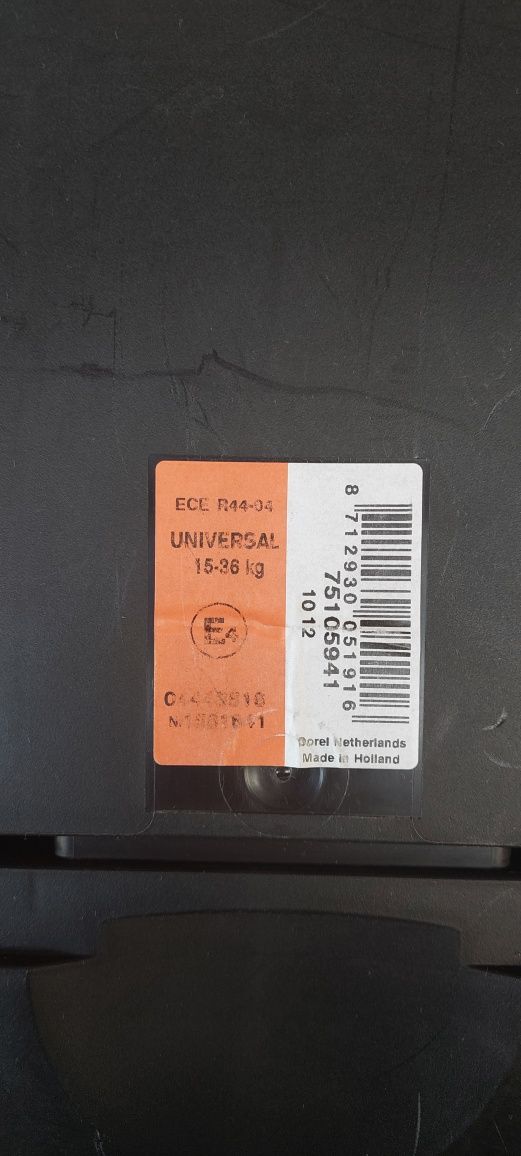 ECE R44-04
UNIVERSAL
15-36 kg
E4
8 712930 051916
75105941
1012
Dorel Netherlands
Made in Holland